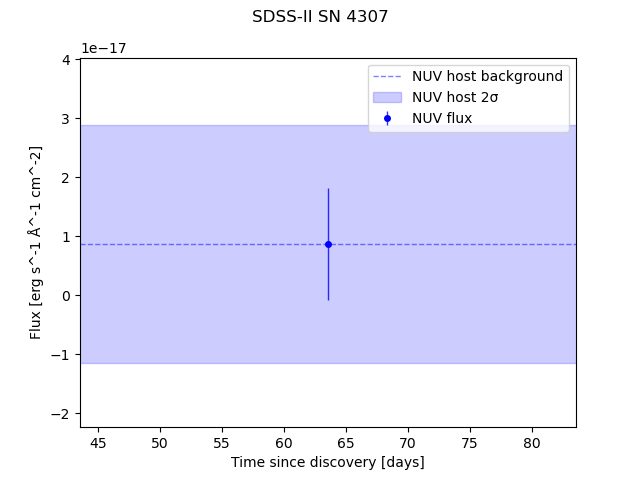 SDSS-II SN 4307
1e−17
NUV host background
NUV host 2σ
NUV flux
4
3
2
1
0
−1
−2
Flux [erg s^-1 Å^-1 cm^-2]
45 50 55 60 65 70 75 80
Time since discovery [days]